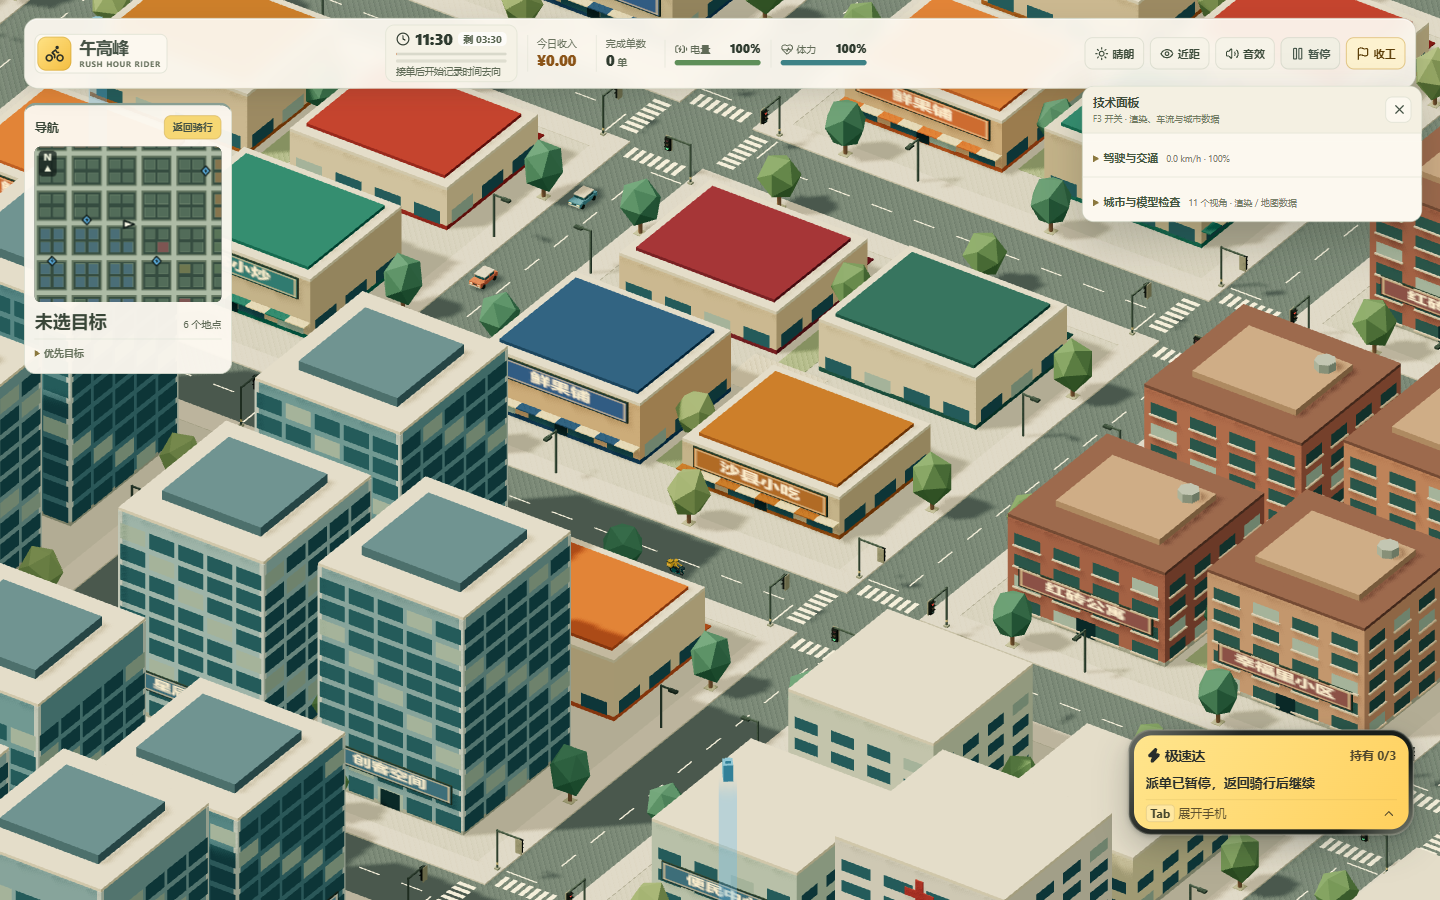 午高峰
RUSH HOUR RIDER
11:30 剩 03:30
接单后开始记录时间去向
今日收入
¥0.00
完成单数
0 单
电量 100%
体力 100%
晴朗
近距
音效
暂停
收工
导航
返回骑行
N
未选目标
6 个地点
优先目标
技术面板
F3 开关 · 渲染、车流与城市数据
驾驶与交通 0.0 km/h · 100%
城市与模型检查 11 个视角 · 渲染 / 地图数据
鲜果铺
小炒
鲜果铺
沙县小吃
红砖公寓
幸福里小区
创客空间
便民中
极速达
持有 0/3
派单已暂停，返回骑行后继续
Tab 展开手机